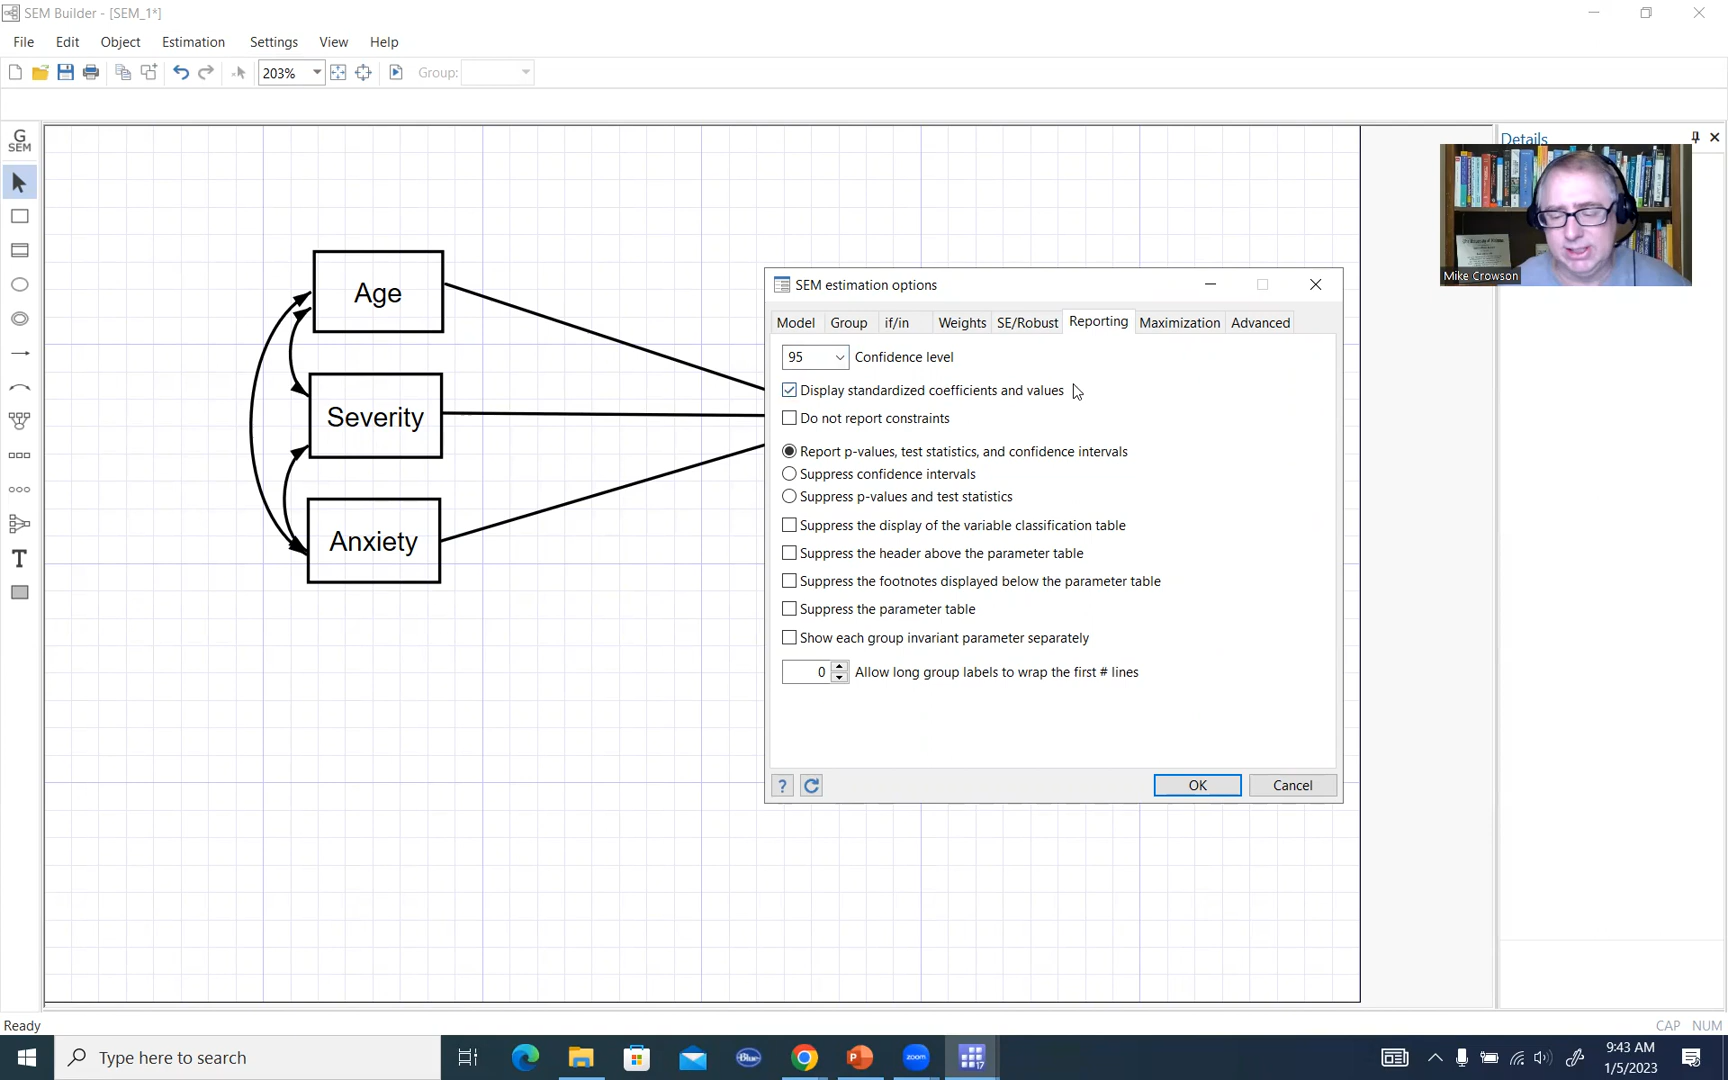 SEM Builder - [SEM_1*]
File Edit Object Estimation Settings View Help
203% Group:
G
SEM
T
Details
Mike Crowson
Age
Severity
Anxiety
SEM estimation options
Model Group if/in Weights SE/Robust Reporting Maximization Advanced
95 Confidence level
Display standardized coefficients and values
Do not report constraints
Report p-values, test statistics, and confidence intervals
Suppress confidence intervals
Suppress p-values and test statistics
Suppress the display of the variable classification table
Suppress the header above the parameter table
Suppress the footnotes displayed below the parameter table
Suppress the parameter table
Show each group invariant parameter separately
0 Allow long group labels to wrap the first # lines
? OK Cancel
Ready
CAP NUM
Type here to search
Blue
zoom
17
9:43 AM
1/5/2023